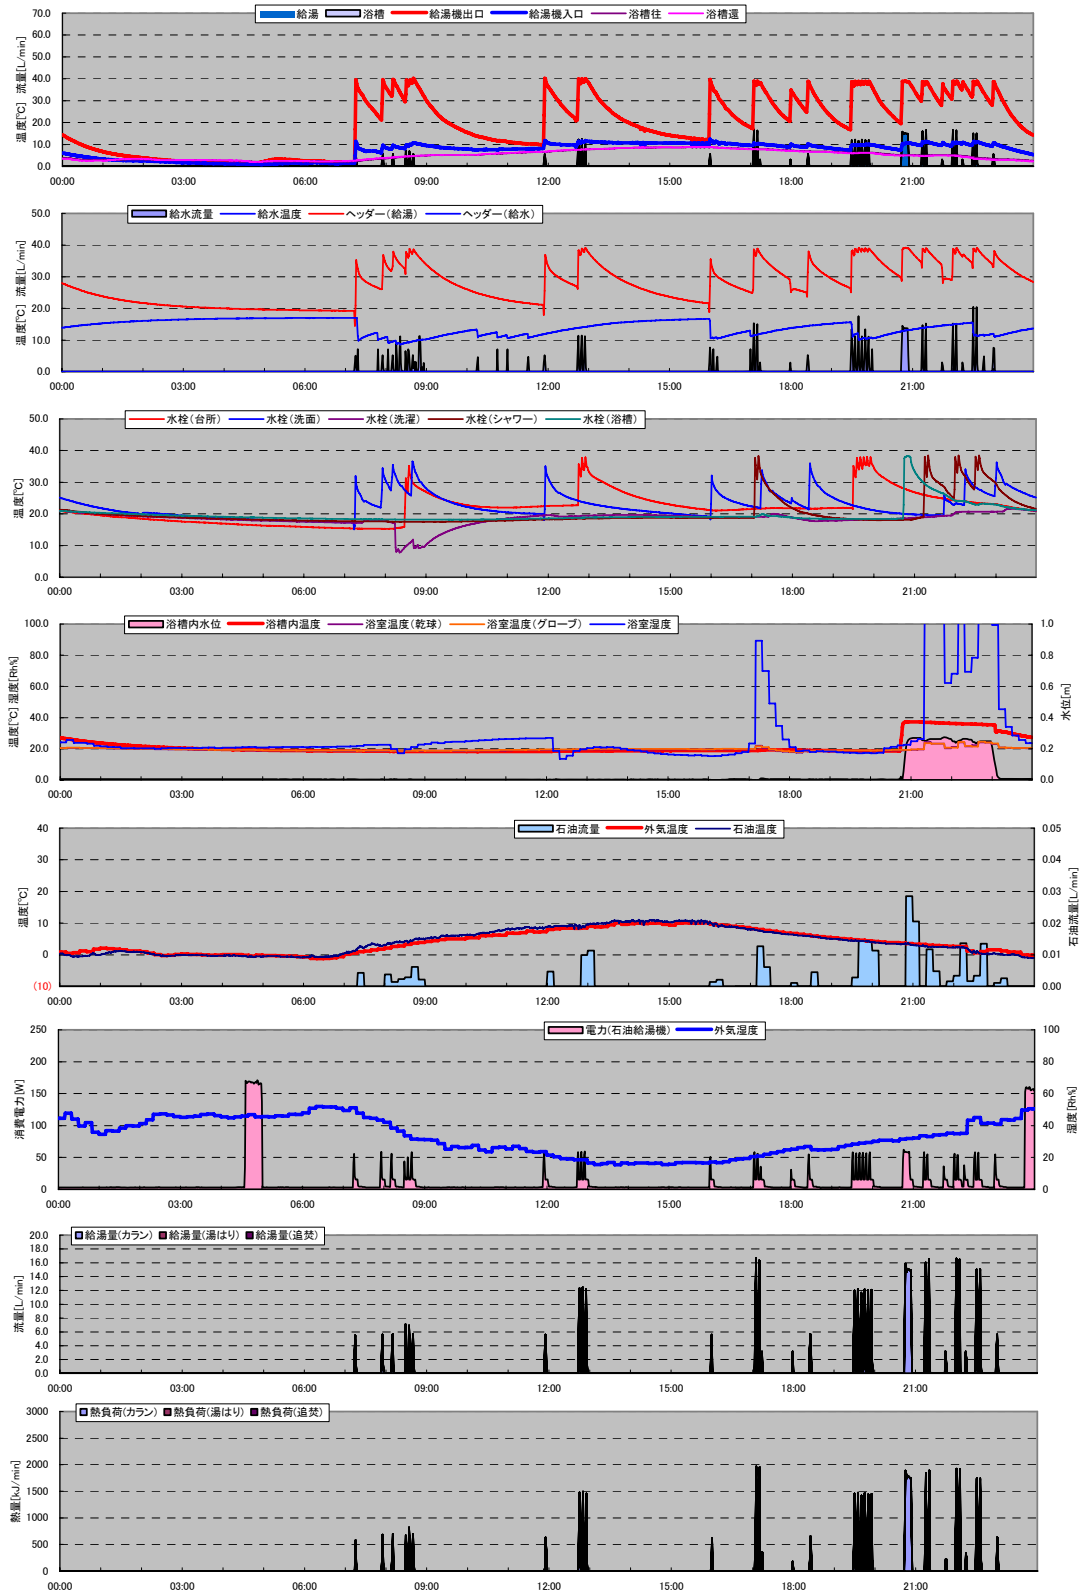 給湯 浴槽 給湯機出口 給湯機入口 浴槽往 浴槽還
温度[℃] 流量[L/min]
70.0
60.0
50.0
40.0
30.0
20.0
10.0
0.0
00:00 03:00 06:00 09:00 12:00 15:00 18:00 21:00
給水流量 給水温度 ヘッダー(給湯) ヘッダー(給水)
温度[℃] 流量[L/min]
50.0
40.0
30.0
20.0
10.0
0.0
00:00 03:00 06:00 09:00 12:00 15:00 18:00 21:00
水栓(台所) 水栓(洗面) 水栓(洗濯) 水栓(シャワー) 水栓(浴槽)
温度[℃]
50.0
40.0
30.0
20.0
10.0
0.0
00:00 03:00 06:00 09:00 12:00 15:00 18:00 21:00
浴槽内水位 浴槽内温度 浴室温度(乾球) 浴室温度(グローブ) 浴室湿度
温度[℃] 湿度[Rh%]
100.0
80.0
60.0
40.0
20.0
0.0
水位[m]
1.0
0.8
0.6
0.4
0.2
0.0
00:00 03:00 06:00 09:00 12:00 15:00 18:00 21:00
石油流量 外気温度 石油温度
温度[℃]
40
30
20
10
0
(10)
石油流量[L/min]
0.05
0.04
0.03
0.02
0.01
0.00
00:00 03:00 06:00 09:00 12:00 15:00 18:00 21:00
電力(石油給湯機) 外気湿度
消費電力[W]
250
200
150
100
50
0
湿度[Rh%]
100
80
60
40
20
0
00:00 03:00 06:00 09:00 12:00 15:00 18:00 21:00
給湯量(カラン) 給湯量(湯はり) 給湯量(追焚)
流量[L/min]
20.0
18.0
16.0
14.0
12.0
10.0
8.0
6.0
4.0
2.0
0.0
00:00 03:00 06:00 09:00 12:00 15:00 18:00 21:00
熱負荷(カラン) 熱負荷(湯はり) 熱負荷(追焚)
熱量[kJ/min]
3000
2500
2000
1500
1000
500
0
00:00 03:00 06:00 09:00 12:00 15:00 18:00 21:00